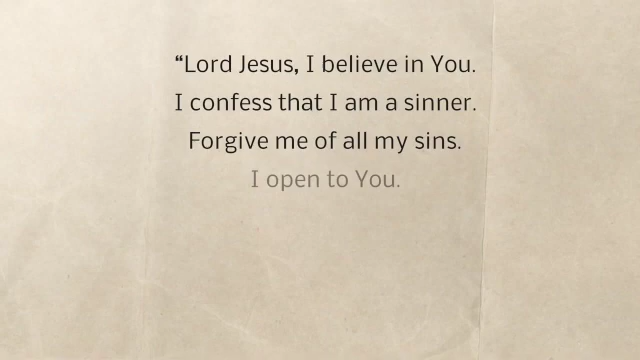 “Lord Jesus, I believe in You.
I confess that I am a sinner.
Forgive me of all my sins.
I open to You.